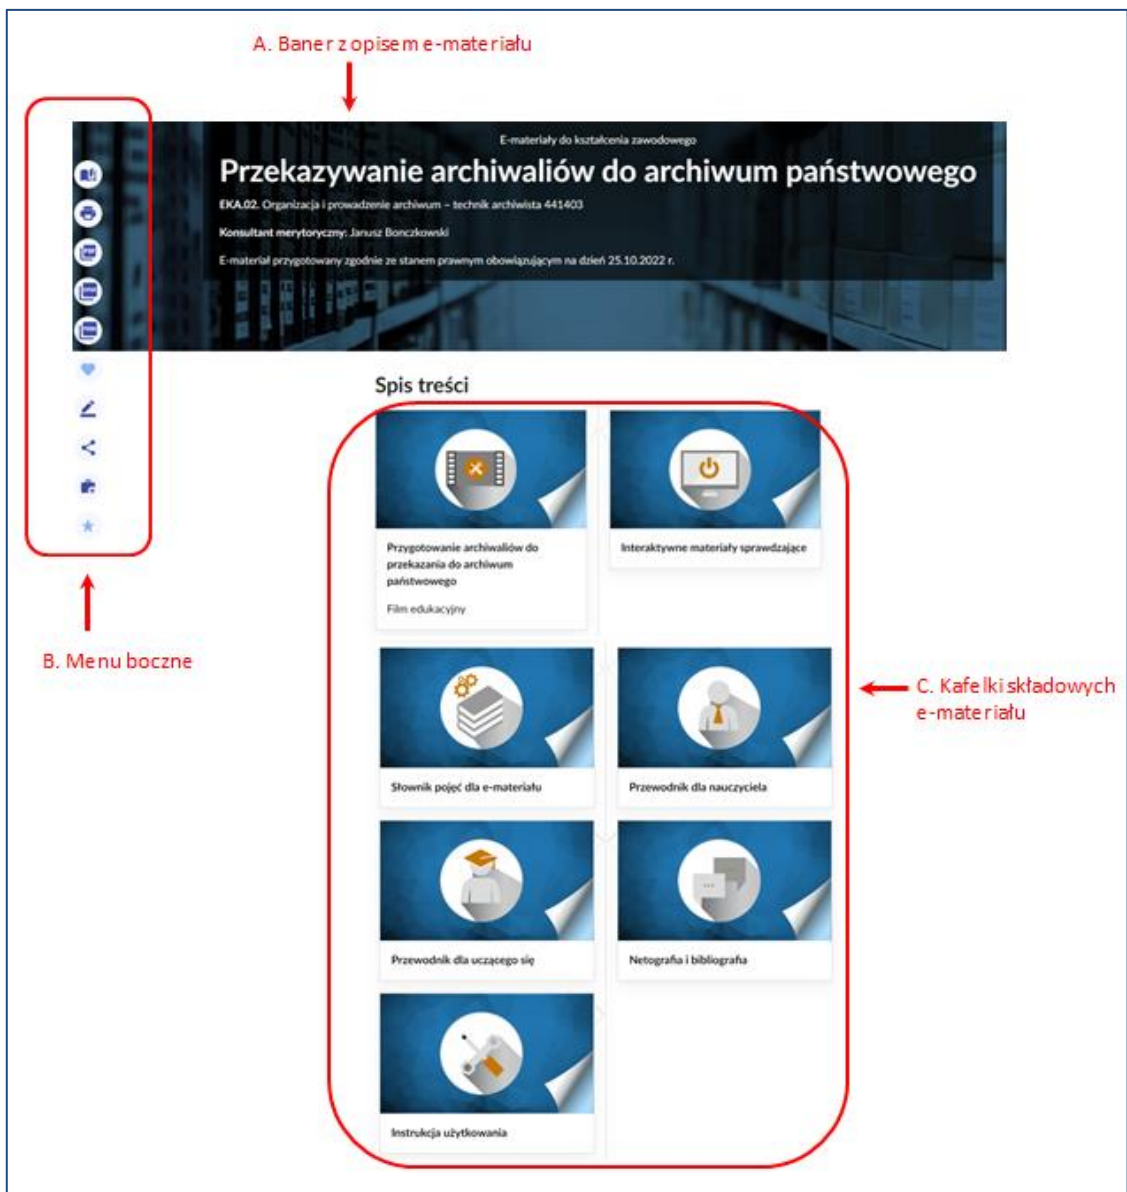 A. Baner z opisem e-materiału
E-materiały do kształcenia zawodowego
Przekazywanie archiwaliów do archiwum państwowego
EKA.02. Organizacja i prowadzenie archiwum – technik archiwista 441403
Konsultant merytoryczny: Janusz Bonczkowski
E-materiał przygotowany zgodnie ze stanem prawnym obowiązującym na dzień 25.10.2022 r.
Spis treści
Przygotowanie archiwaliów do
przekazania do archiwum
państwowego
Film edukacyjny
Interaktywne materiały sprawdzające
B. Menu boczne
Słownik pojęć dla e-materiału
Przewodnik dla nauczyciela
C. Kafelki składowych
e-materiału
Przewodnik dla uczącego się
Netografia i bibliografia
Instrukcja użytkowania